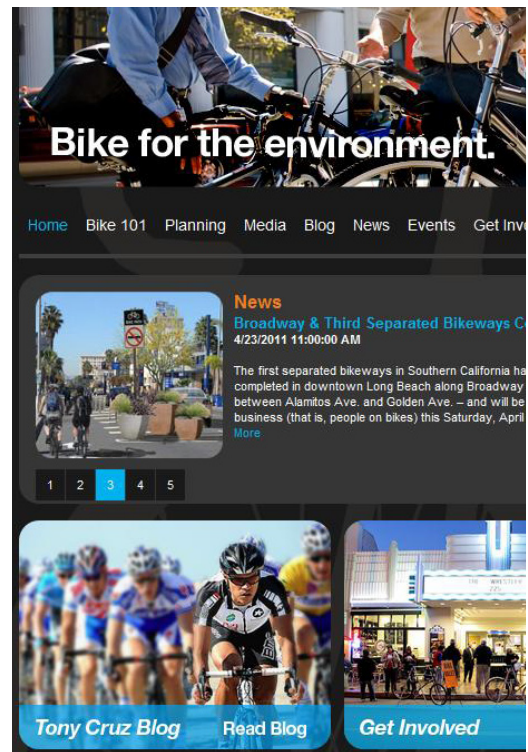 Bike for the environment.
Home Bike 101 Planning Media Blog News Events Get Invo
News
Broadway & Third Separated Bikeways C
4/23/2011 11:00:00 AM
The first separated bikeways in Southern California ha
completed in downtown Long Beach along Broadway
between Alamitos Ave. and Golden Ave. – and will be
business (that is, people on bikes) this Saturday, April
More
1 2 3 4 5
Tony Cruz Blog Read Blog
Get Involved